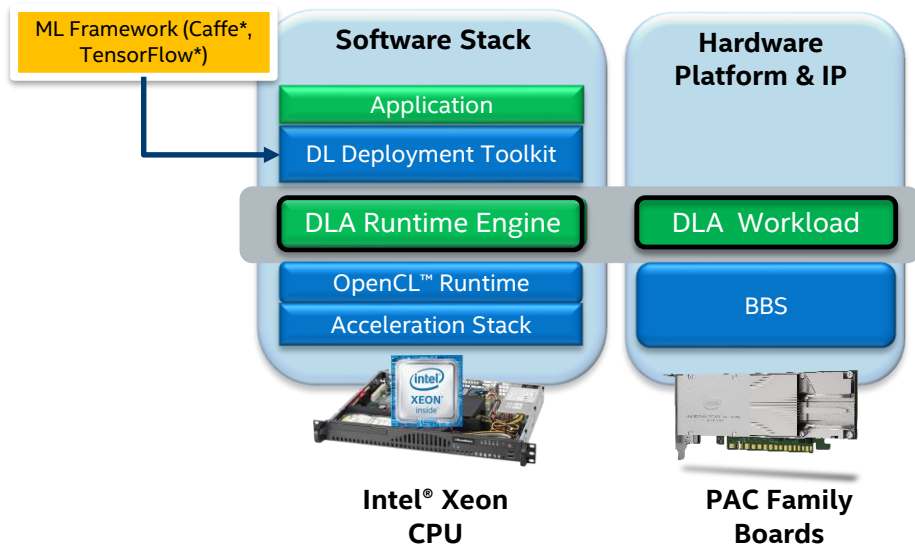 ML Framework (Caffe*,
TensorFlow*)
Software Stack
Application
DL Deployment Toolkit
DLA Runtime Engine
OpenCL™ Runtime
Acceleration Stack
Hardware
Platform & IP
DLA Workload
BBS
intel
XEON
inside
Intel® Xeon
CPU
intel
PAC Family
Boards